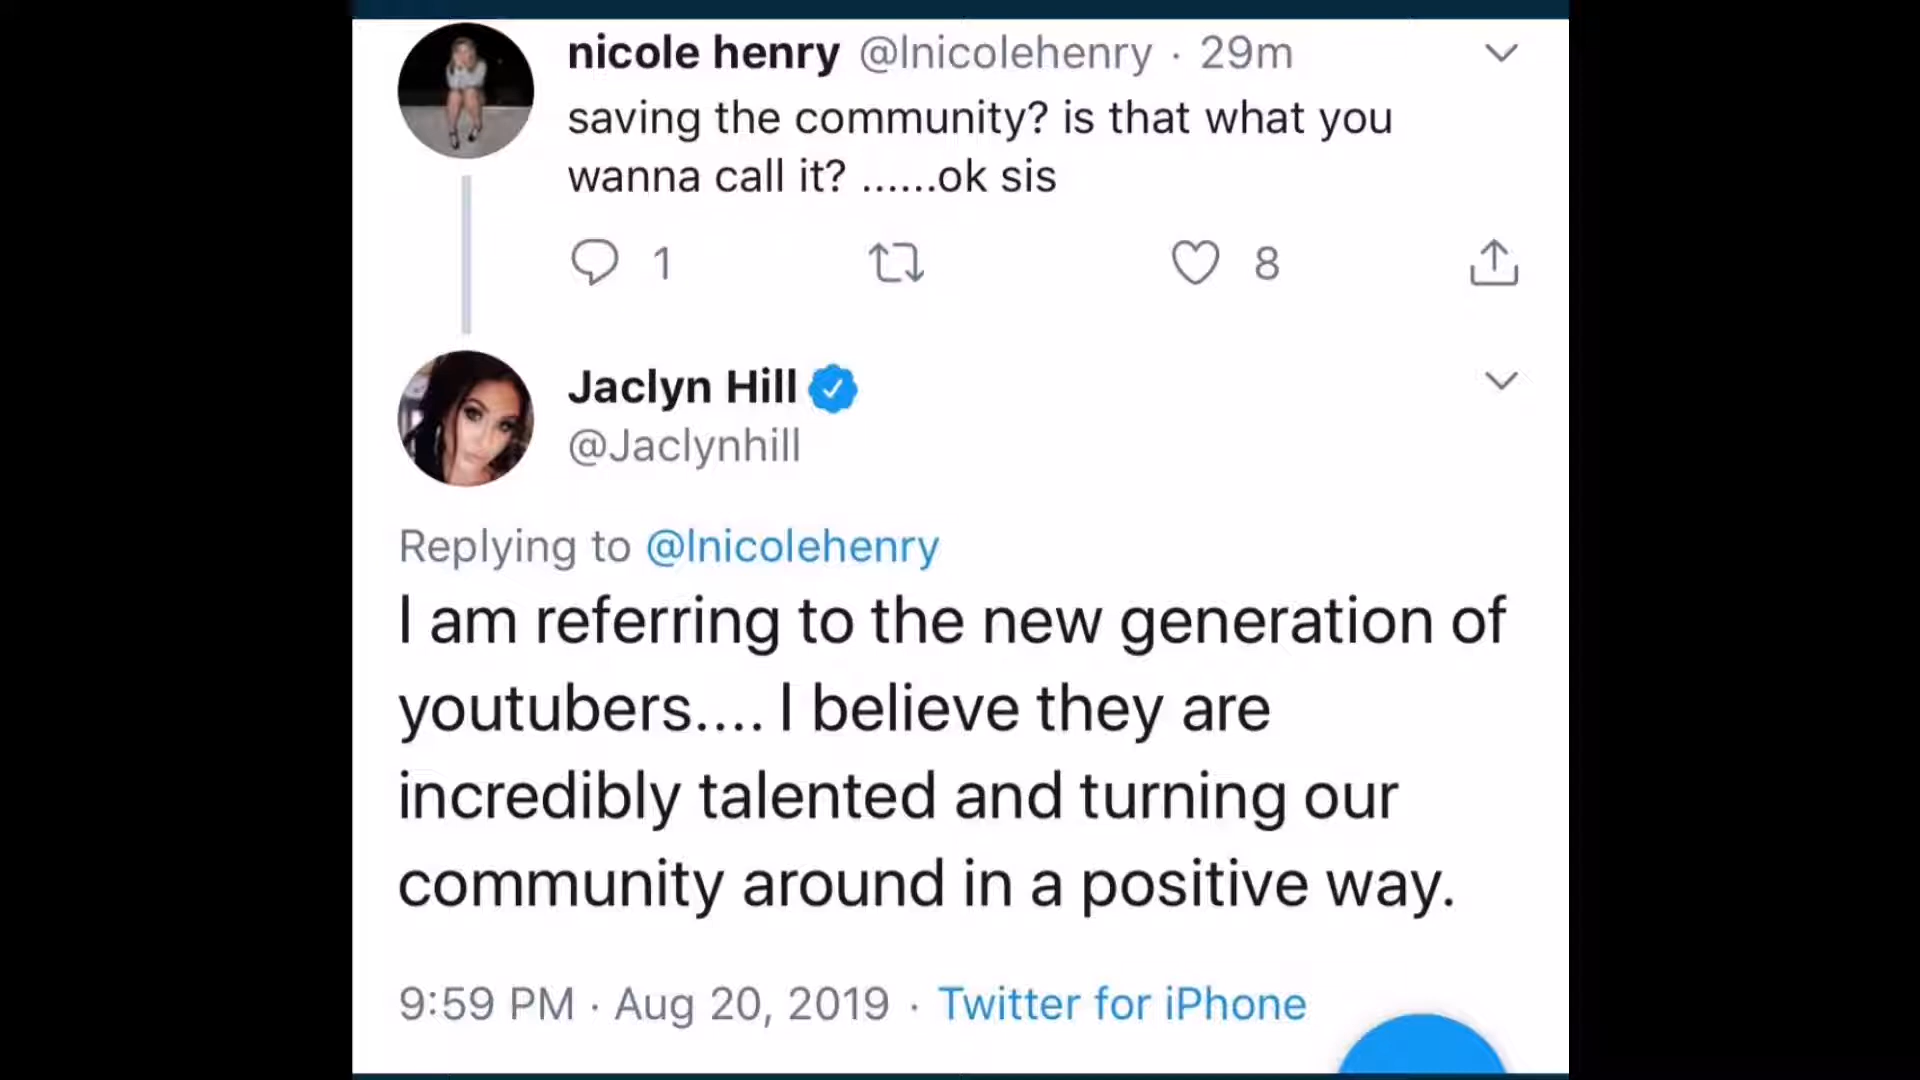 nicole henry @lnicolehenry · 29m
saving the community? is that what you
wanna call it? ......ok sis
1 8
Jaclyn Hill
@Jaclynhill
Replying to @lnicolehenry
I am referring to the new generation of
youtubers.... I believe they are
incredibly talented and turning our
community around in a positive way.
9:59 PM · Aug 20, 2019 · Twitter for iPhone